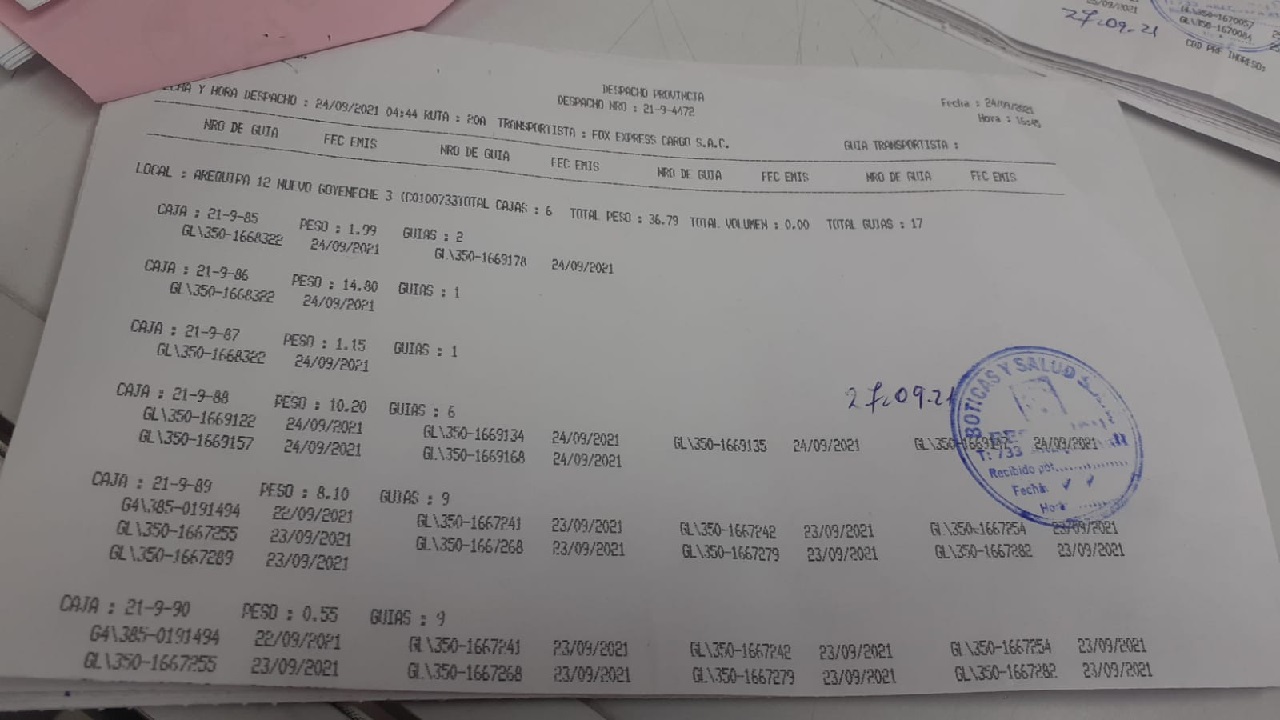 DESPACHO PROVINCIA
DESPACHO NRO : 21-9-4472
Fecha : 24/09/2021
Hora : 16:45
Y HORA DESPACHO : 24/09/2021 04:44 RUTA : POA TRANSPORTISTA : FDX EXPRESS CARGO S.A.C. GUIA TRANSPORTISTA :
NRO DE GUIA FEC EMIS NRO DE GUIA FEC EMIS NRO DE GUIA FEC EMIS NRO DE GUIA FEC EMIS
LOCAL : AREQUIPA 12 NUEVO GOYENECHE 3 (C0100733)TOTAL CAJAS : 6 TOTAL PESO : 36.79 TOTAL VOLUMEN : 0.00 TOTAL GUIAS : 17
CAJA : 21-9-85 PESO : 1.99 GUIAS : 2
GL\350-1668322 24/09/2021 GL\350-1669178 24/09/2021
CAJA : 21-9-86 PESO : 14.80 GUIAS : 1
GL\350-1668322 24/09/2021
CAJA : 21-9-87 PESO : 1.15 GUIAS : 1
GL\350-1668322 24/09/2021
CAJA : 21-9-88 PESO : 10.20 GUIAS : 6
GL\350-1669122 24/09/2021 GL\350-1669134 24/09/2021 GL\350-1669135 24/09/2021 24/09/2021
GL\350-1669157 24/09/2021 GL\350-1669168 24/09/2021
CAJA : 21-9-89 PESO : 8.10 GUIAS : 9
G4\385-0191494 22/09/2021 GL\350-1667241 23/09/2021 GL\350-1667242 23/09/2021 GL\350-1667254 23/09/2021
GL\350-1667255 23/09/2021 GL\350-1667268 23/09/2021 GL\350-1667279 23/09/2021 GL\350-1667282 23/09/2021
GL\350-1667289 23/09/2021
CAJA : 21-9-90 PESO : 0.55 GUIAS : 9
G4\385-0191494 22/09/2021 GL\350-1667241 23/09/2021 GL\350-1667242 23/09/2021 GL\350-1667254 23/09/2021
GL\350-1667255 23/09/2021 GL\350-1667268 23/09/2021 GL\350-1667279 23/09/2021 GL\350-1667282 23/09/2021
27.09.21
BOTICAS Y SALUD
Recibido por
Fecha
Hora
27.09.21
GL\350-1670057
GL\350-1670084